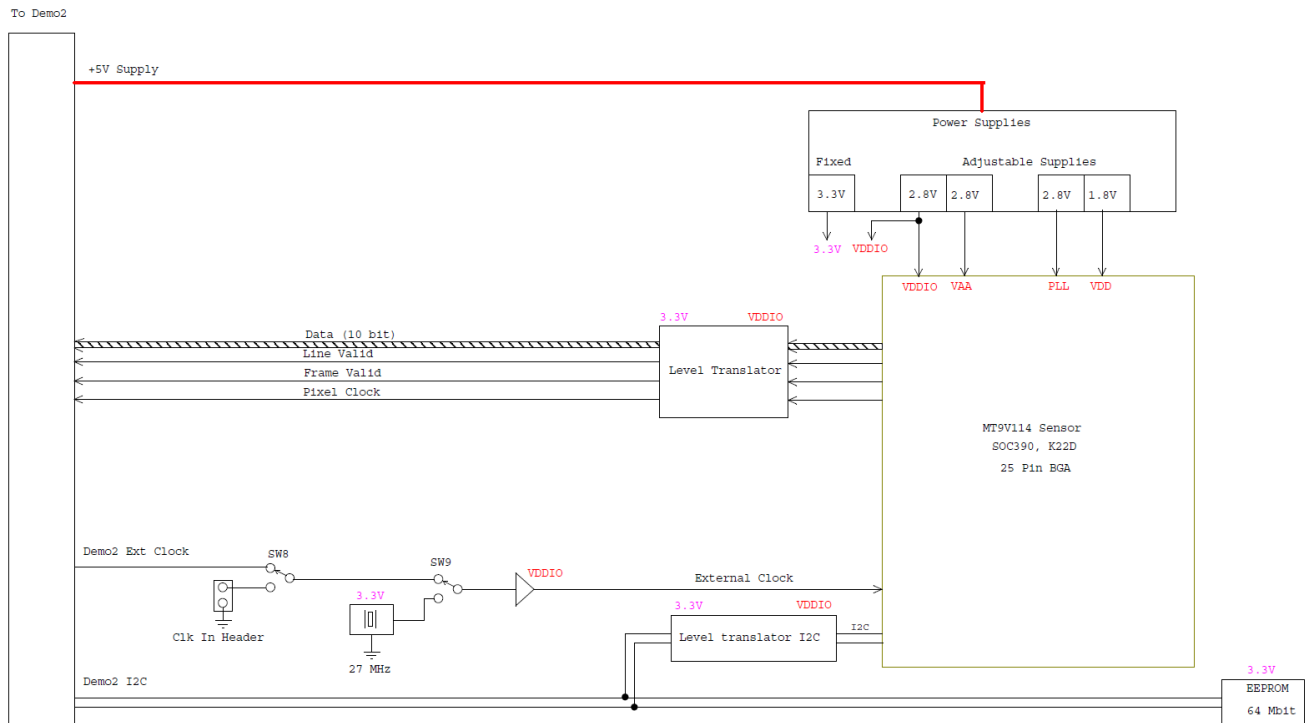 To Demo2
+5V Supply
Power Supplies
Fixed
Adjustable Supplies
3.3V
2.8V
2.8V
2.8V
1.8V
3.3V
VDDIO
VDDIO
VAA
PLL
VDD
3.3V
VDDIO
Data (10 bit)
Line Valid
Frame Valid
Pixel Clock
Level Translator
MT9V114 Sensor
SOC390, K22D
25 Pin BGA
Demo2 Ext Clock
SW8
SW9
VDDIO
External Clock
3.3V
Clk In Header
27 MHz
3.3V
VDDIO
Level translator I2C
I2C
Demo2 I2C
3.3V
EEPROM
64 Mbit